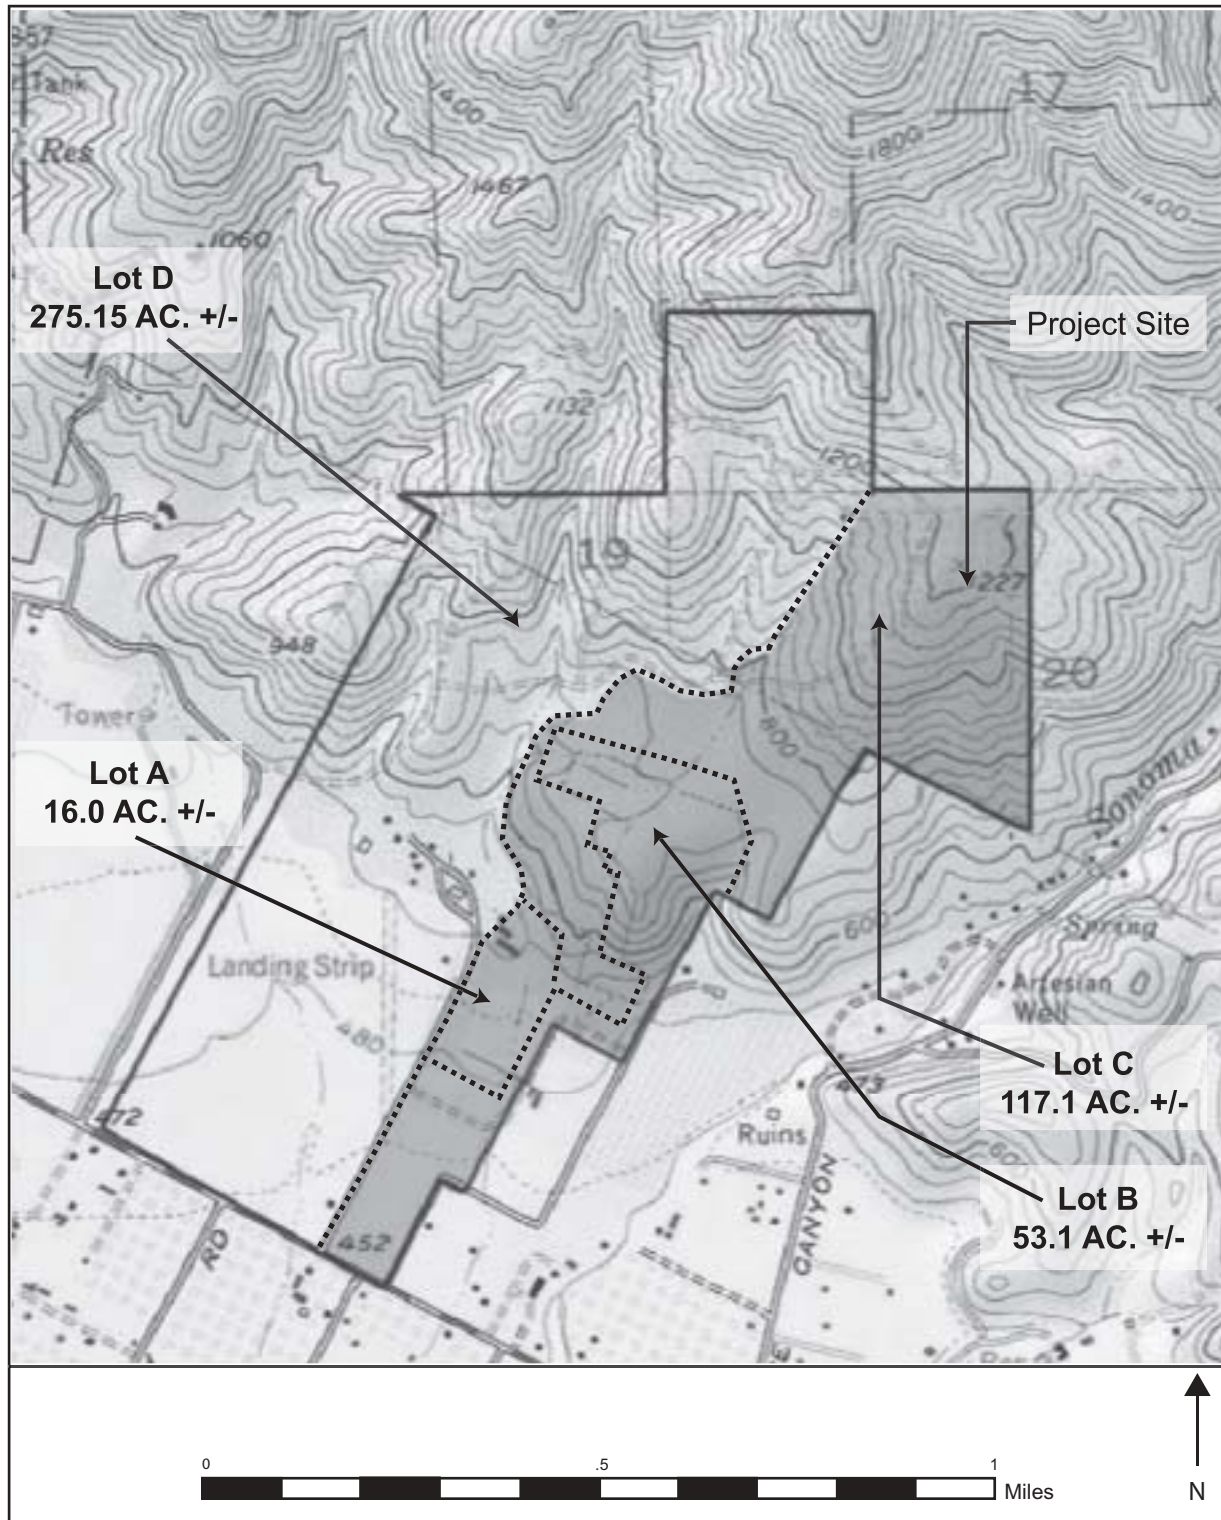 17
Tank
1400
Res
1800
1467
1400
1060
Lot D
275.15 AC. +/-
Project Site
1132
1200
19
1227
948
20
Tower
800
Sonoma
Lot A
16.0 AC. +/-
600
Spring
Landing Strip
Artesian
Well
480
Lot C
117.1 AC. +/-
473
472
Ruins
CANYON
Lot B
53.1 AC. +/-
RD
452
0 .5 1
Miles
N